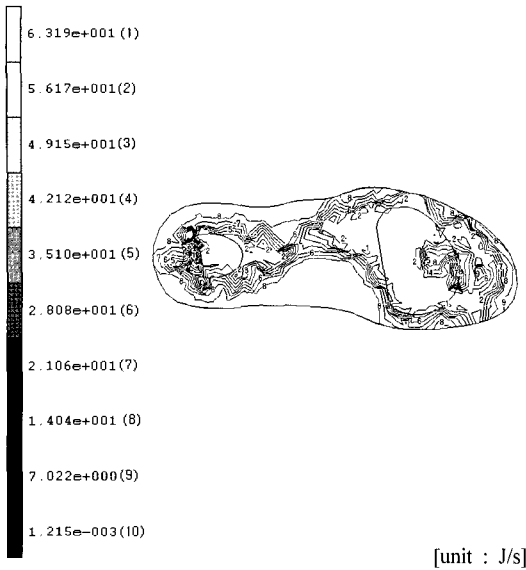 6.319e+001 (1)
5.617e+001(2)
4.915e+001(3)
4.212e+001(4)
3.510e+001(5)
2.808e+001(6)
2.106e+001(7)
1.404e+001 (8)
7.022e+000(9)
1.215e-003(10)
[unit : J/s]